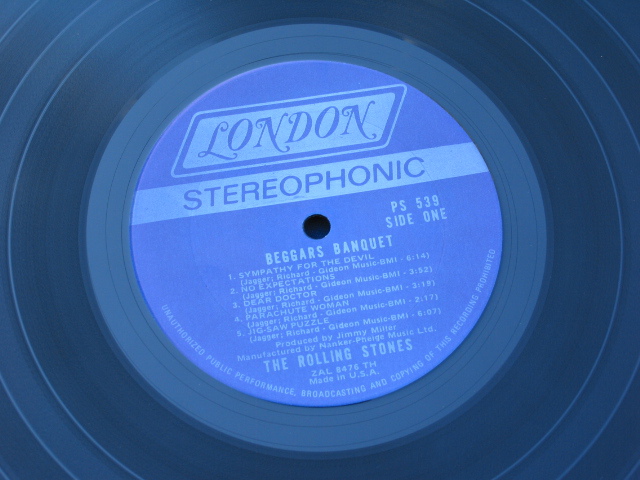 LONDON
STEREOPHONIC
PS 539
SIDE ONE
BEGGARS BANQUET
1. SYMPATHY FOR THE DEVIL
(Jagger; Richard - Gideon Music-BMI - 6:14)
2. NO EXPECTATIONS
(Jagger; Richard - Gideon Music-BMI - 3:52)
3. DEAR DOCTOR
(Jagger; Richard - Gideon Music-BMI - 3:19)
4. PARACHUTE WOMAN
(Jagger; Richard - Gideon Music-BMI - 2:17)
5. JIG-SAW PUZZLE
(Jagger; Richard - Gideon Music-BMI - 6:07)
Produced by Jimmy Miller
Manufactured by Nanker-Phelge Music Ltd.
THE ROLLING STONES
ZAL 8476 TH
Made in U.S.A.
UNAUTHORIZED PUBLIC PERFORMANCE, BROADCASTING AND COPYING OF THIS RECORDING PROHIBITED